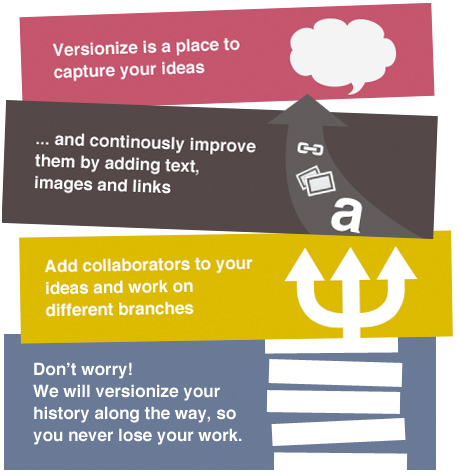 Versionize is a place to
capture your ideas
... and continously improve
them by adding text,
images and links
a
Add collaborators to your
ideas and work on
different branches
Don't worry!
We will versionize your
history along the way, so
you never lose your work.